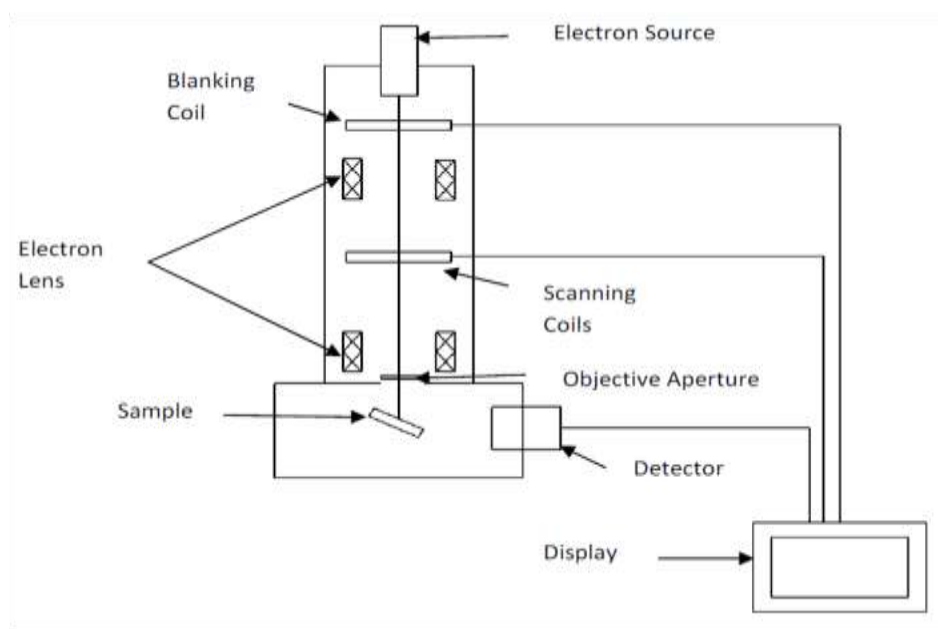 Electron Source
Blanking
Coil
Electron
Lens
Scanning
Coils
Objective Aperture
Sample
Detector
Display